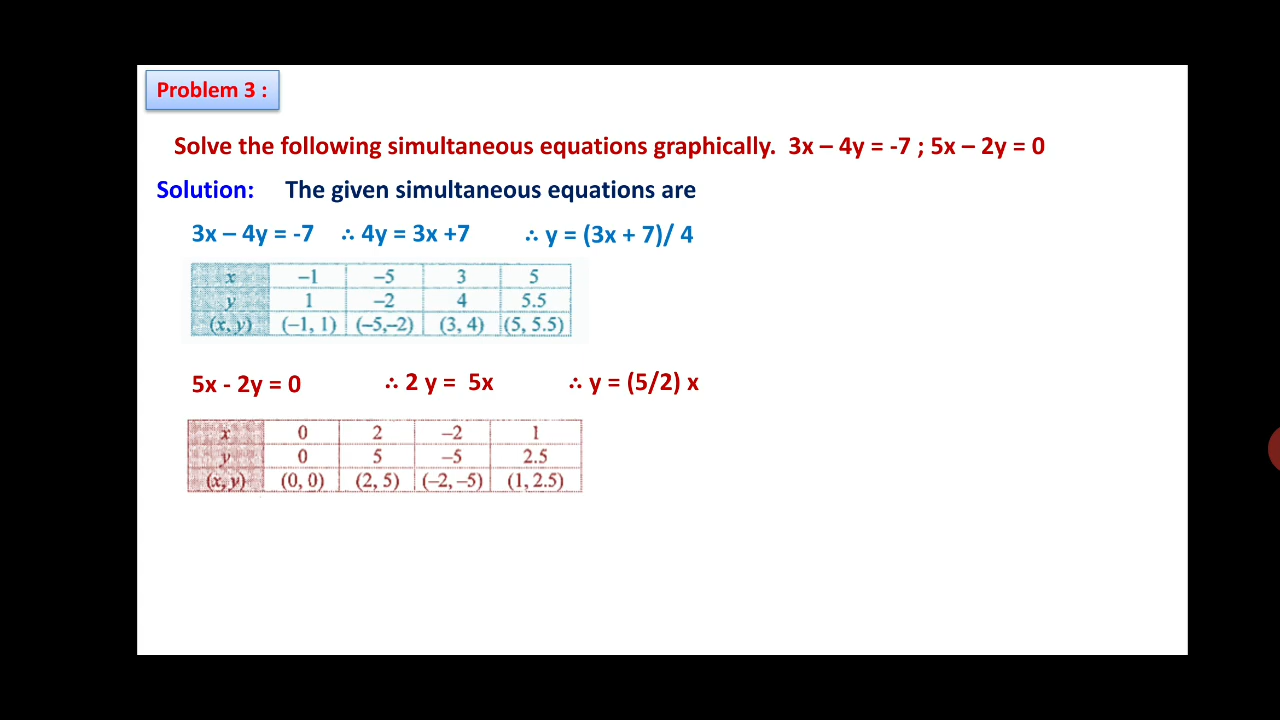 Problem 3 :
Solve the following simultaneous equations graphically.  3x – 4y = -7 ; 5x – 2y = 0
Solution:   The given simultaneous equations are
3x – 4y = -7   ∴ 4y = 3x +7   ∴ y = (3x + 7)/ 4
x −1 −5 3 5
y 1 −2 4 5.5
(x, y) (−1, 1) (−5,−2) (3, 4) (5, 5.5)
5x - 2y = 0   ∴ 2 y =  5x   ∴ y = (5/2) x
x 0 2 −2 1
y 0 5 −5 2.5
(x, y) (0, 0) (2, 5) (−2, −5) (1, 2.5)